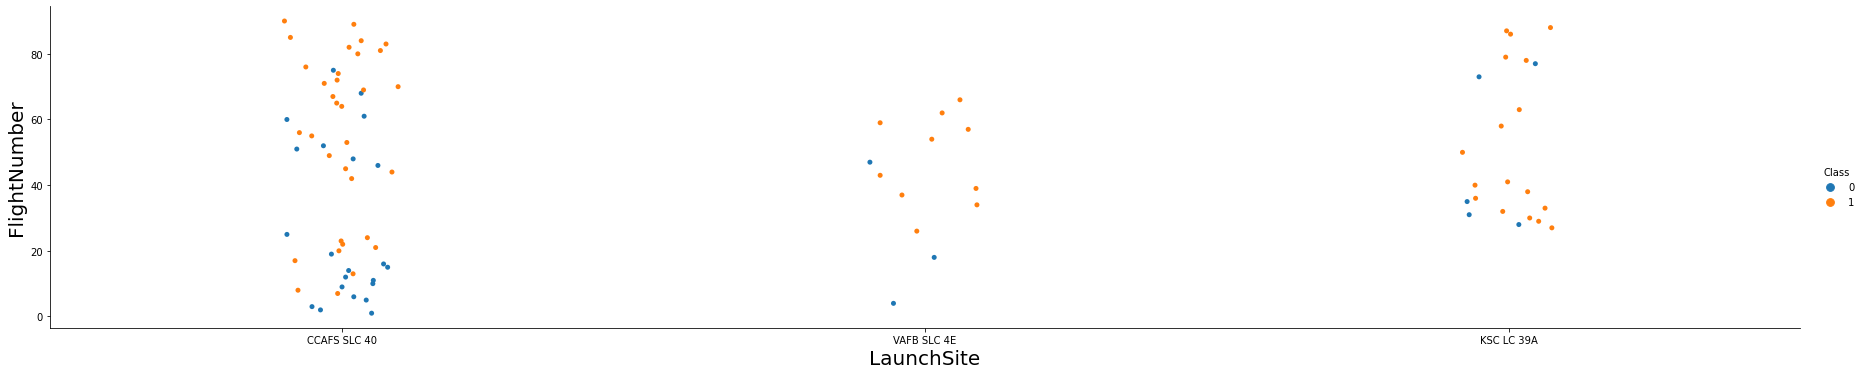 FlightNumber
80
60
40
20
0
CCAFS SLC 40
VAFB SLC 4E
KSC LC 39A
LaunchSite
Class
0
1